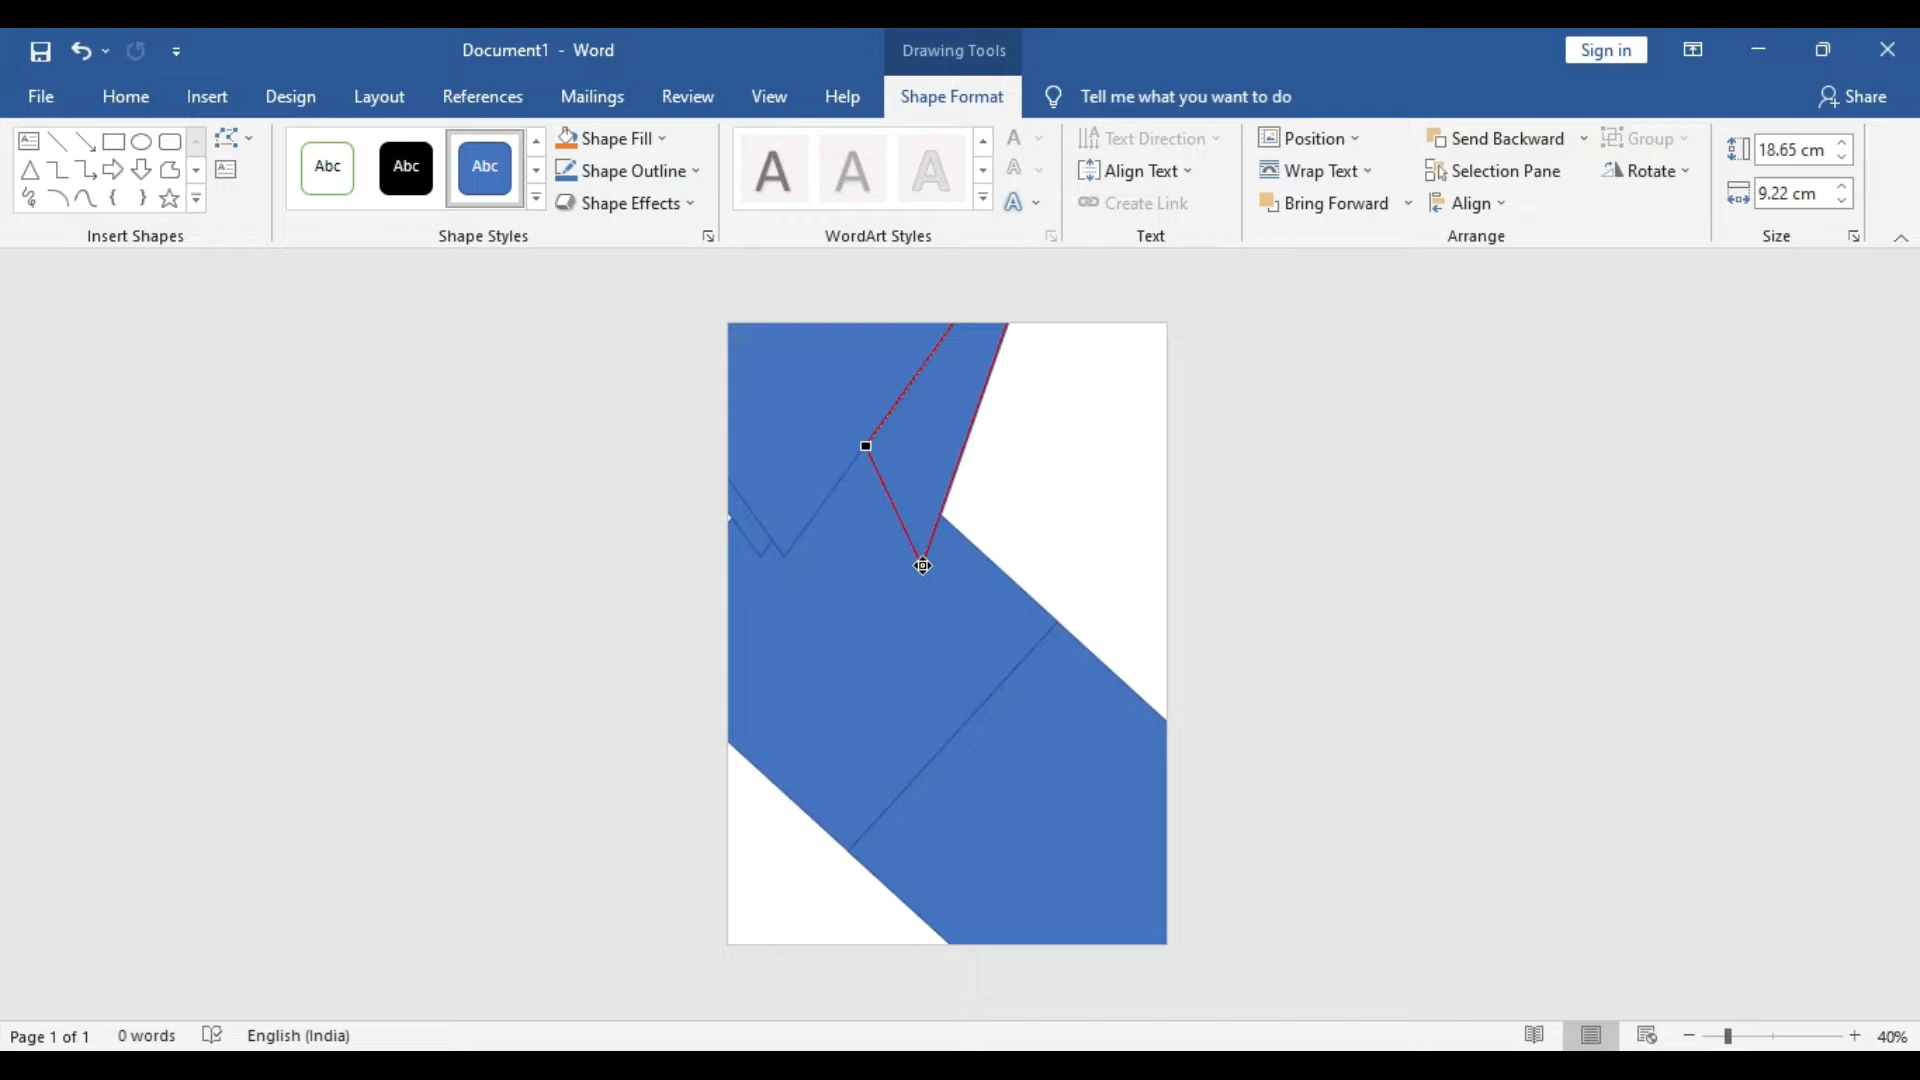 Document1 - Word
Drawing Tools
Sign in
File
Home
Insert
Design
Layout
References
Mailings
Review
View
Help
Shape Format
Tell me what you want to do
Share
Abc
Abc
Abc
Shape Fill
Shape Outline
Shape Effects
A
A
A
A
A
A
Text Direction
Align Text
Create Link
Position
Wrap Text
Bring Forward
Send Backward
Selection Pane
Align
Group
Rotate
18.65 cm
9.22 cm
Insert Shapes
Shape Styles
WordArt Styles
Text
Arrange
Size
Page 1 of 1
0 words
English (India)
40%